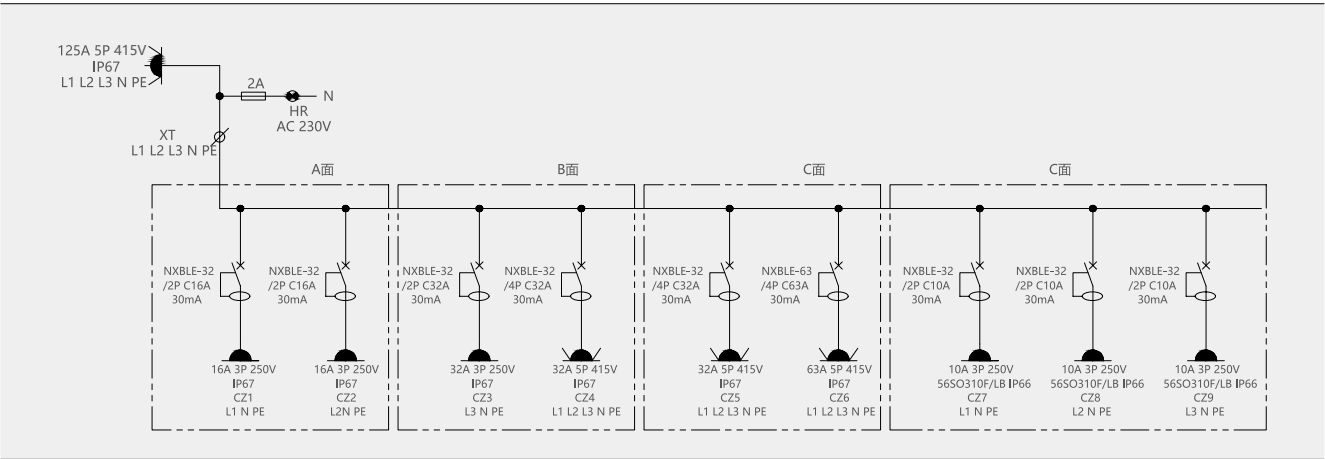 125A 5P 415V
IP67
L1 L2 L3 N PE
2A
N
HR
AC 230V
XT
L1 L2 L3 N PE
A面
B面
C面
C面
NXBLE-32
/2P C16A
30mA
NXBLE-32
/2P C16A
30mA
NXBLE-32
/2P C32A
30mA
NXBLE-32
/4P C32A
30mA
NXBLE-32
/4P C32A
30mA
NXBLE-63
/4P C63A
30mA
NXBLE-32
/2P C10A
30mA
NXBLE-32
/2P C10A
30mA
NXBLE-32
/2P C10A
30mA
16A 3P 250V
IP67
CZ1
L1 N PE
16A 3P 250V
IP67
CZ2
L2N PE
32A 3P 250V
IP67
CZ3
L3 N PE
32A 5P 415V
IP67
CZ4
L1 L2 L3 N PE
32A 5P 415V
IP67
CZ5
L1 L2 L3 N PE
63A 5P 415V
IP67
CZ6
L1 L2 L3 N PE
10A 3P 250V
56SO310F/LB IP66
CZ7
L1 N PE
10A 3P 250V
56SO310F/LB IP66
CZ8
L2 N PE
10A 3P 250V
56SO310F/LB IP66
CZ9
L3 N PE